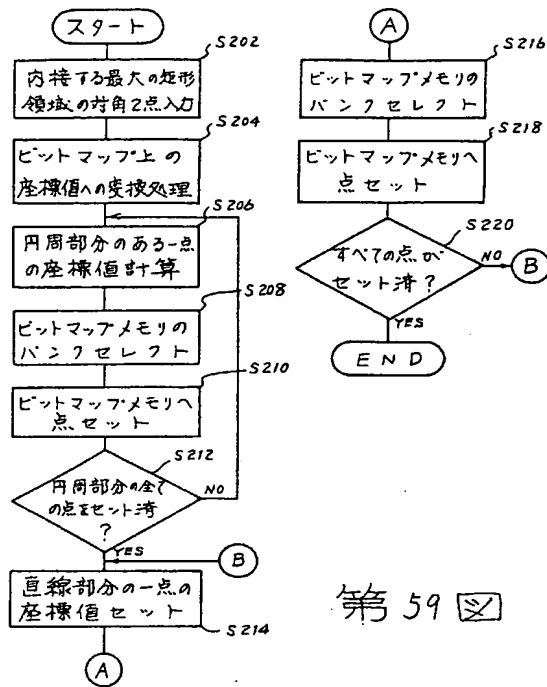 スタート
S202
内接する最大の矩形
領域の対角2点入力
S204
ビットマップ上の
座標値への変換処理
S206
円周部分のある一点
の座標値計算
S208
ビットマップメモリの
バンクセレクト
S210
ビットマップメモリへ
点セット
S212
円周部分の全て
の点をセット済
?
NO
YES
B
直線部分の一点の
座標値セット
S214
A
A
S216
ビットマップメモリの
バンクセレクト
S218
ビットマップメモリへ
点セット
S220
すべての点が
セット済?
NO
B
YES
END
第59図